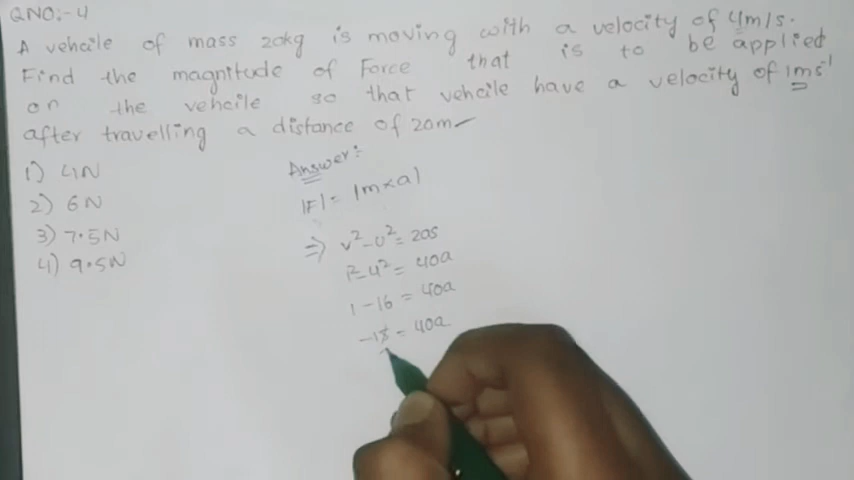 QNO:-4
A vehcile of mass 20kg is moving with a velocity of 4m/s.
Find the magnitude of Force that is to be applied
on the vehcile so that vehcile have a velocity of 1ms⁻¹
after travelling a distance of 20m
1) 4N
2) 6N
3) 7.5N
4) 9.5N
Answer:
|F| = |m×a|
⇒ v²-u² = 2as
1²-4² = 40a
1-16 = 40a
-15 = 40a